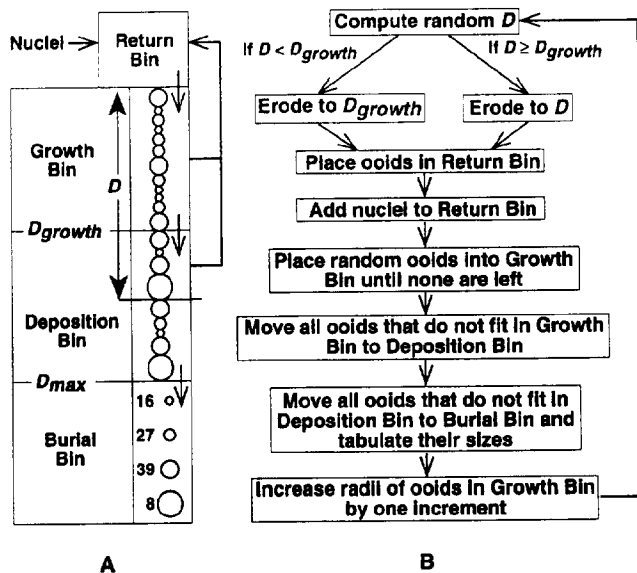 Nuclei
Return
Bin
Growth
Bin
D
Dgrowth
Deposition
Bin
Dmax
16
27
Burial
Bin
39
8
A
Compute random D
If D < Dgrowth
If D ≥ Dgrowth
Erode to Dgrowth
Erode to D
Place ooids in Return Bin
Add nuclei to Return Bin
Place random ooids into Growth
Bin until none are left
Move all ooids that do not fit in Growth
Bin to Deposition Bin
Move all ooids that do not fit in
Deposition Bin to Burial Bin and
tabulate their sizes
Increase radii of ooids in Growth Bin
by one increment
B